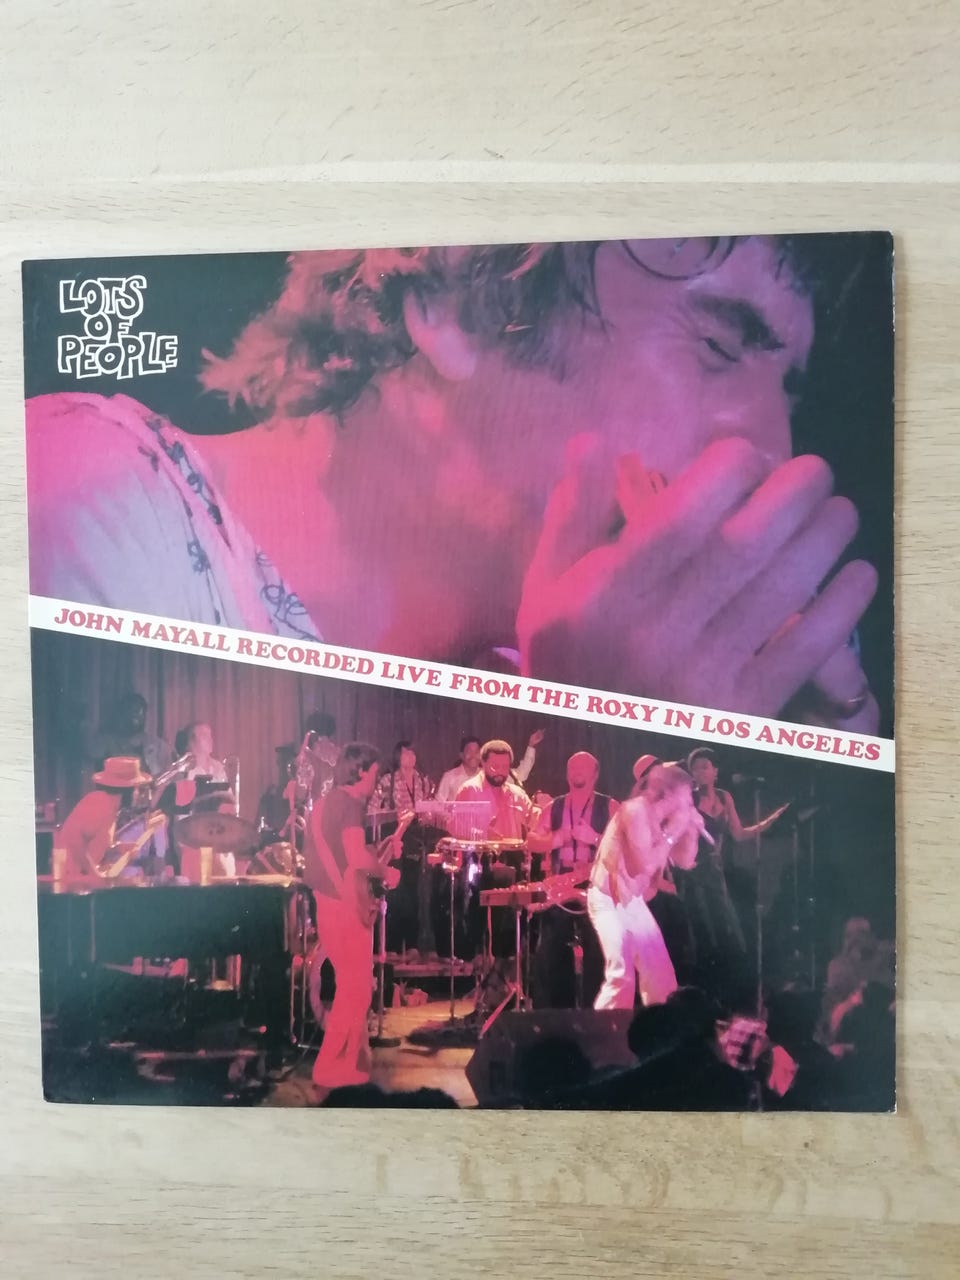 LOTS
OF
PEOPLE
JOHN MAYALL RECORDED LIVE FROM THE ROXY IN LOS ANGELES